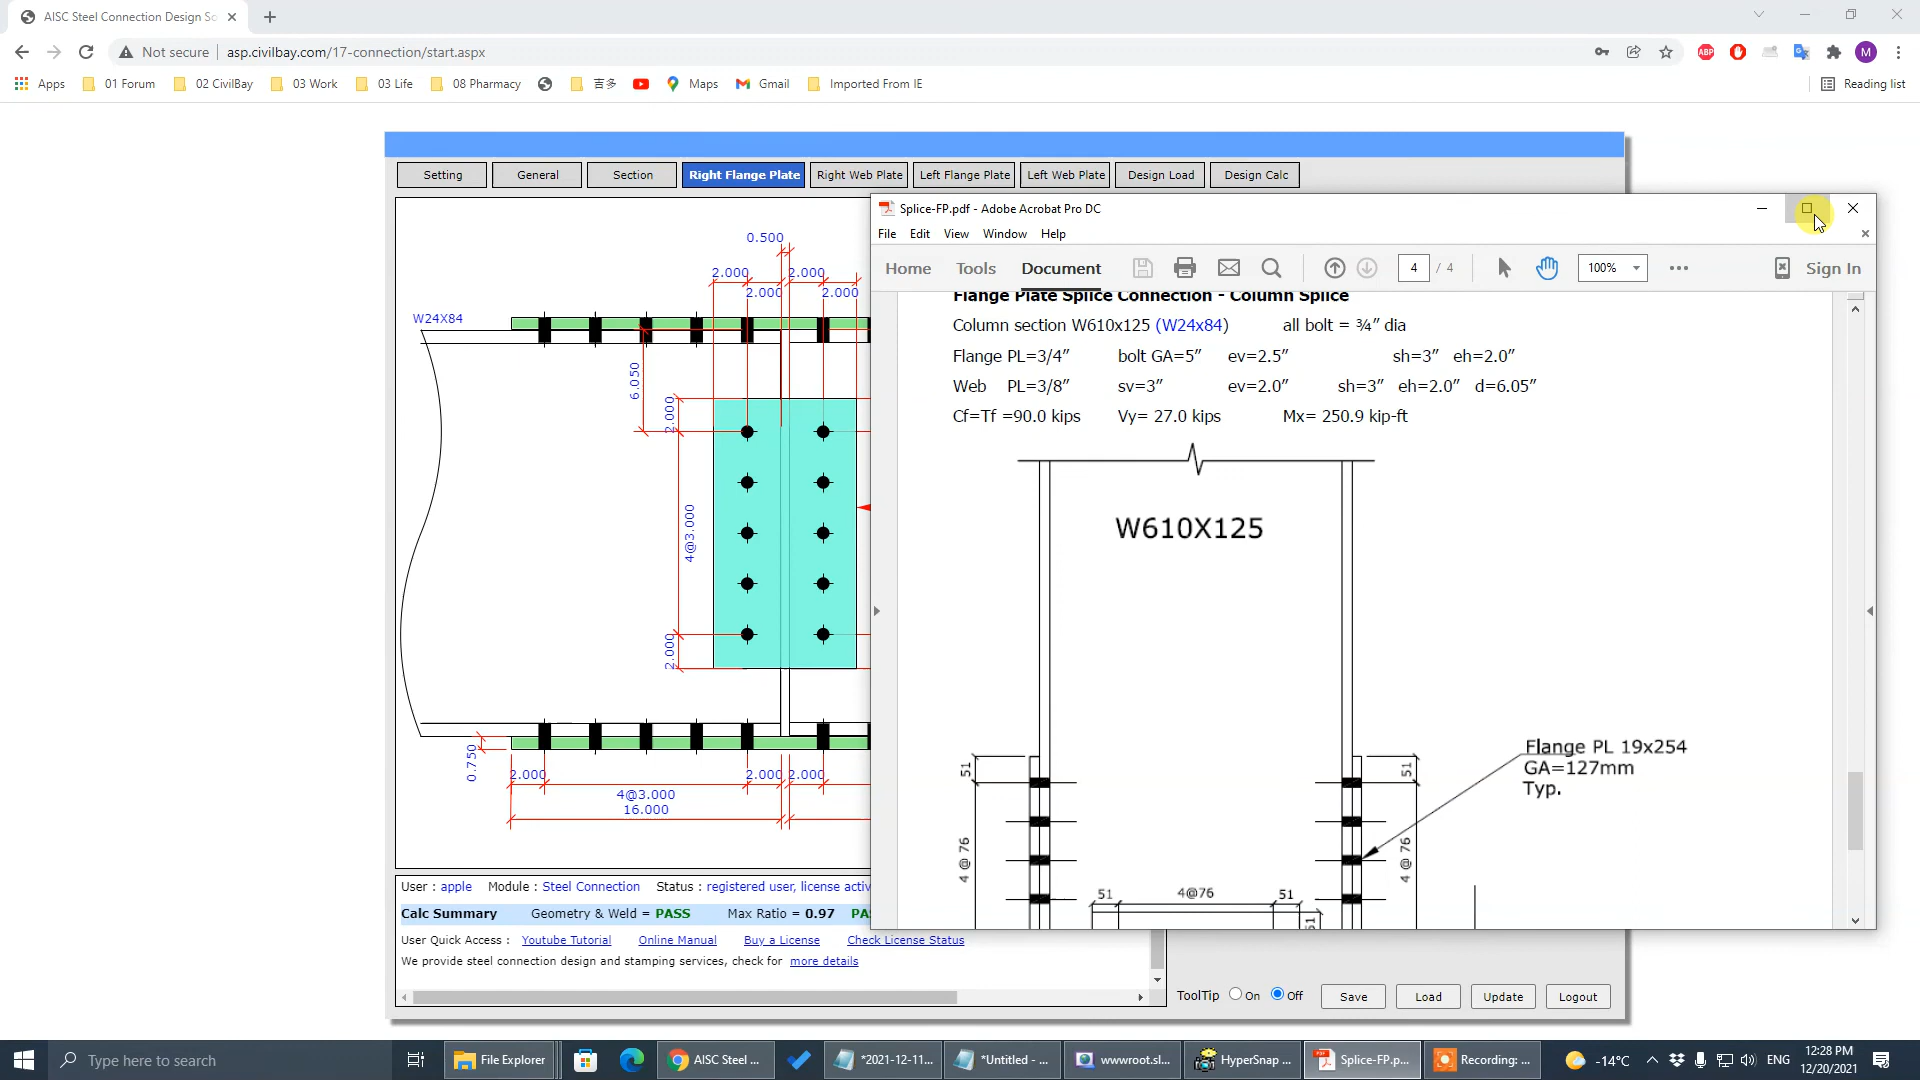 AISC Steel Connection Design So
Not secure
asp.civilbay.com/17-connection/start.aspx
ABP
M
Apps
01 Forum
02 CivilBay
03 Work
03 Life
08 Pharmacy
吉多
Maps
Gmail
Imported From IE
Reading list
Setting
General
Section
Right Flange Plate
Right Web Plate
Left Flange Plate
Left Web Plate
Design Load
Design Calc
0.500
2.000
2.000
2.000
2.000
W24X84
6.050
2.000
4@3.000
2.000
0.750
2.000
2.000
2.000
4@3.000
16.000
Splice-FP.pdf - Adobe Acrobat Pro DC
File
Edit
View
Window
Help
Home
Tools
Document
4 / 4
100%
Sign In
Flange Plate Splice Connection - Column Splice
Column section W610x125 (W24x84) all bolt = ¾” dia
Flange PL=3/4” bolt GA=5” ev=2.5” sh=3” eh=2.0”
Web PL=3/8” sv=3” ev=2.0” sh=3” eh=2.0” d=6.05”
Cf=Tf =90.0 kips Vy= 27.0 kips Mx= 250.9 kip-ft
W610X125
Flange PL 19x254
GA=127mm
Typ.
51
4 @ 76
51
4 @ 76
51
4@76
51
51
User : apple Module : Steel Connection Status : registered user, license activ
Calc Summary Geometry & Weld = PASS Max Ratio = 0.97 PA
User Quick Access : Youtube Tutorial Online Manual Buy a License Check License Status
We provide steel connection design and stamping services, check for more details
ToolTip On Off
Save
Load
Update
Logout
Type here to search
File Explorer
AISC Steel ...
*2021-12-11...
*Untitled - ...
wwwroot.sl...
HyperSnap ...
Splice-FP.p...
Recording: ...
-14°C
ENG
12:28 PM
12/20/2021